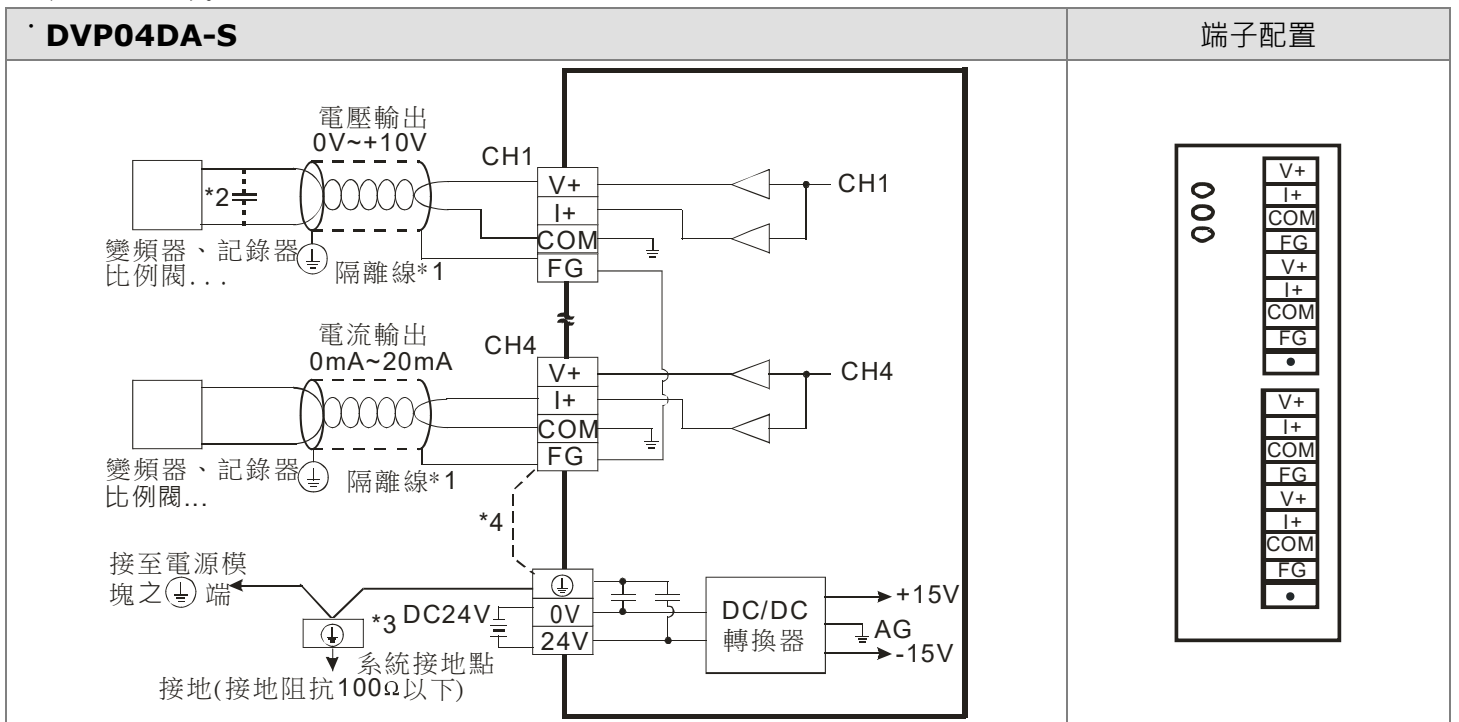 DVP04DA-S
端子配置
電壓輸出
0V~+10V
CH1
*2
變頻器、記錄器
比例閥...
隔離線*1
V+
I+
COM
FG
CH1
電流輸出
0mA~20mA
CH4
變頻器、記錄器
比例閥...
隔離線*1
V+
I+
COM
FG
CH4
*4
接至電源模
塊之 端
*3
DC24V
0V
24V
系統接地點
接地(接地阻抗100Ω以下)
DC/DC
轉換器
+15V
AG
-15V
V+
I+
COM
FG
V+
I+
COM
FG
V+
I+
COM
FG
V+
I+
COM
FG